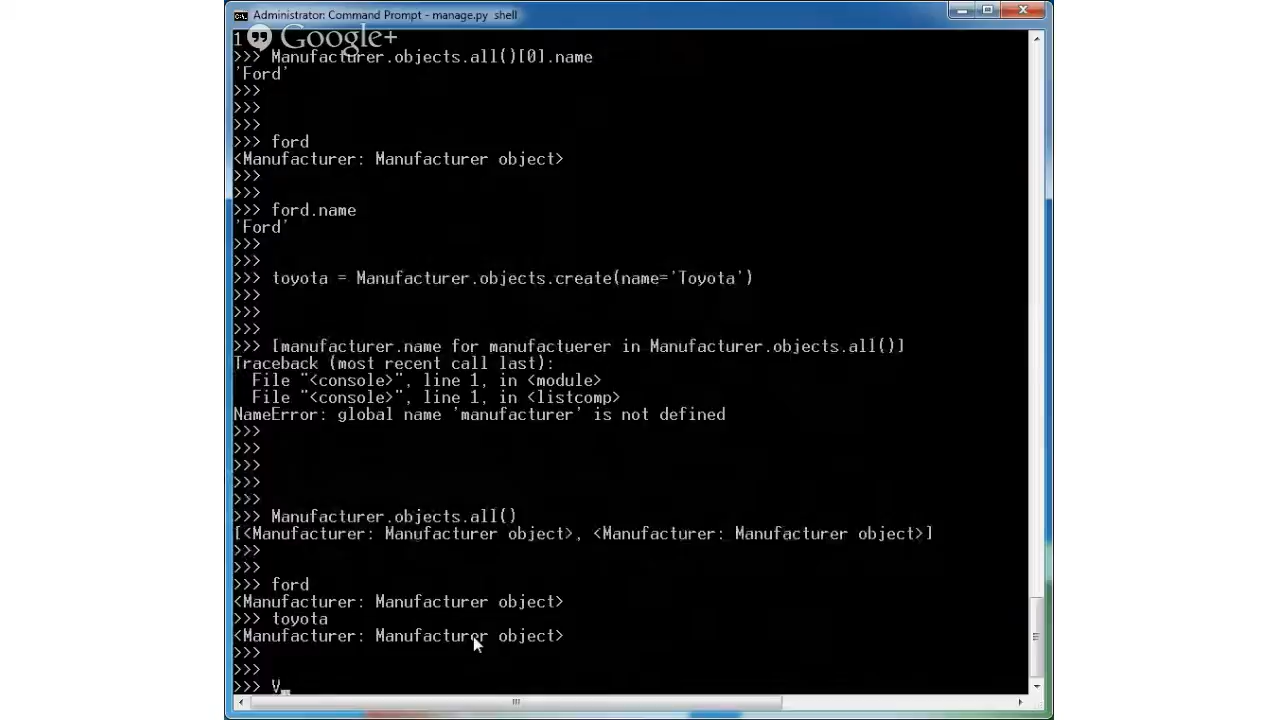 Administrator: Command Prompt - manage.py shell
1
Google+
>>> Manufacturer.objects.all()[0].name
'Ford'
>>>
>>>
>>>
>>> ford
<Manufacturer: Manufacturer object>
>>>
>>>
>>> ford.name
'Ford'
>>>
>>>
>>> toyota = Manufacturer.objects.create(name='Toyota')
>>>
>>>
>>>
>>> [manufacturer.name for manufactuerer in Manufacturer.objects.all()]
Traceback (most recent call last):
  File "<console>", line 1, in <module>
  File "<console>", line 1, in <listcomp>
NameError: global name 'manufacturer' is not defined
>>>
>>>
>>>
>>>
>>>
>>> Manufacturer.objects.all()
[<Manufacturer: Manufacturer object>, <Manufacturer: Manufacturer object>]
>>>
>>>
>>> ford
<Manufacturer: Manufacturer object>
>>> toyota
<Manufacturer: Manufacturer object>
>>>
>>>
>>> V_